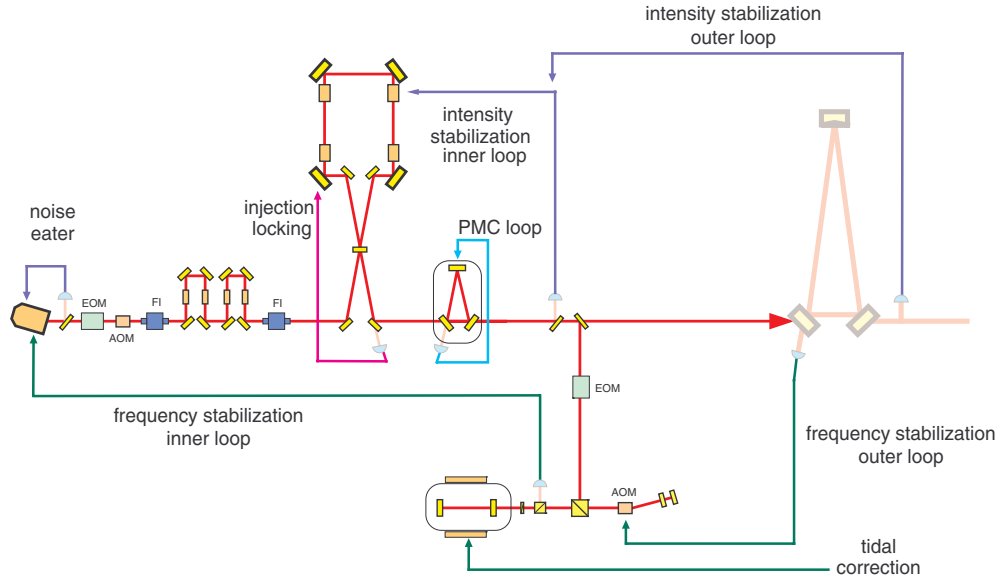 intensity stabilization
outer loop
intensity
stabilization
inner loop
noise
eater
injection
locking
PMC loop
EOM
FI
FI
AOM
EOM
frequency stabilization
inner loop
frequency stabilization
outer loop
AOM
tidal
correction